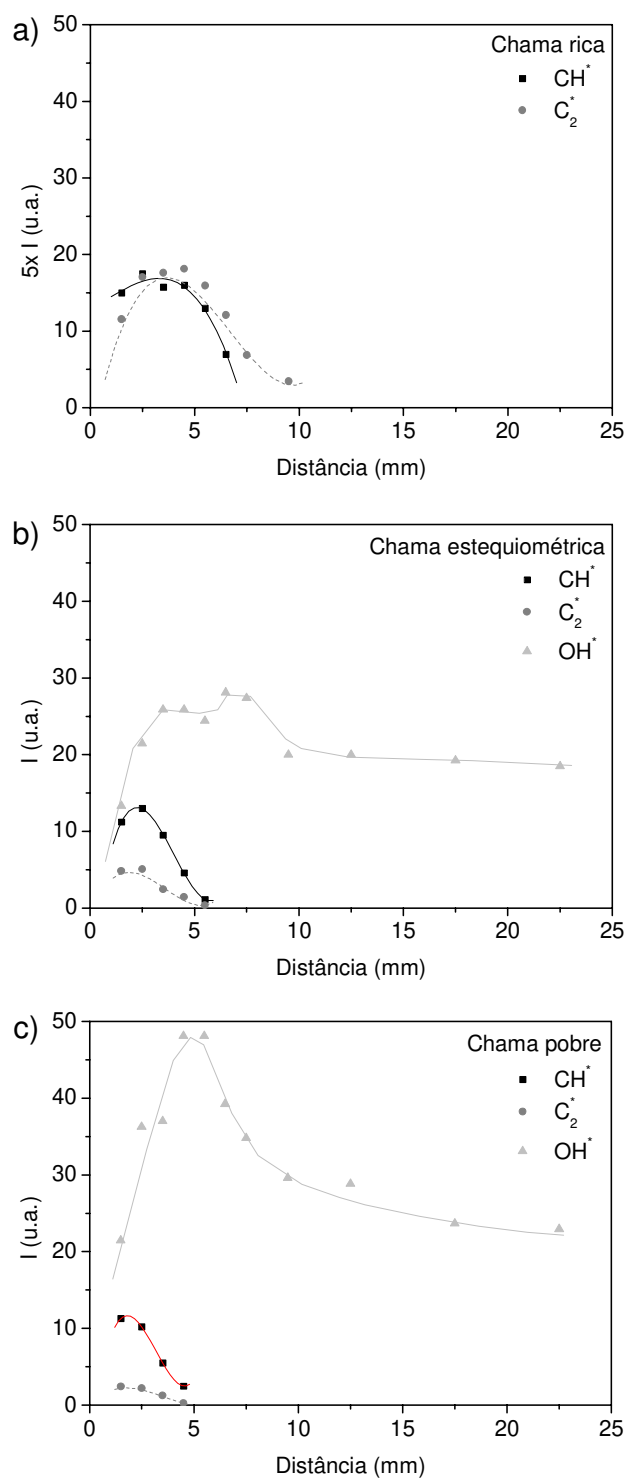 a)
50
40
30
20
10
0
5x I (u.a.)
Chama rica
CH*
C2*
0 5 10 15 20 25
Distância (mm)
b)
50
40
30
20
10
0
I (u.a.)
Chama estequiométrica
CH*
C2*
OH*
0 5 10 15 20 25
Distância (mm)
c)
50
40
30
20
10
0
I (u.a.)
Chama pobre
CH*
C2*
OH*
0 5 10 15 20 25
Distância (mm)